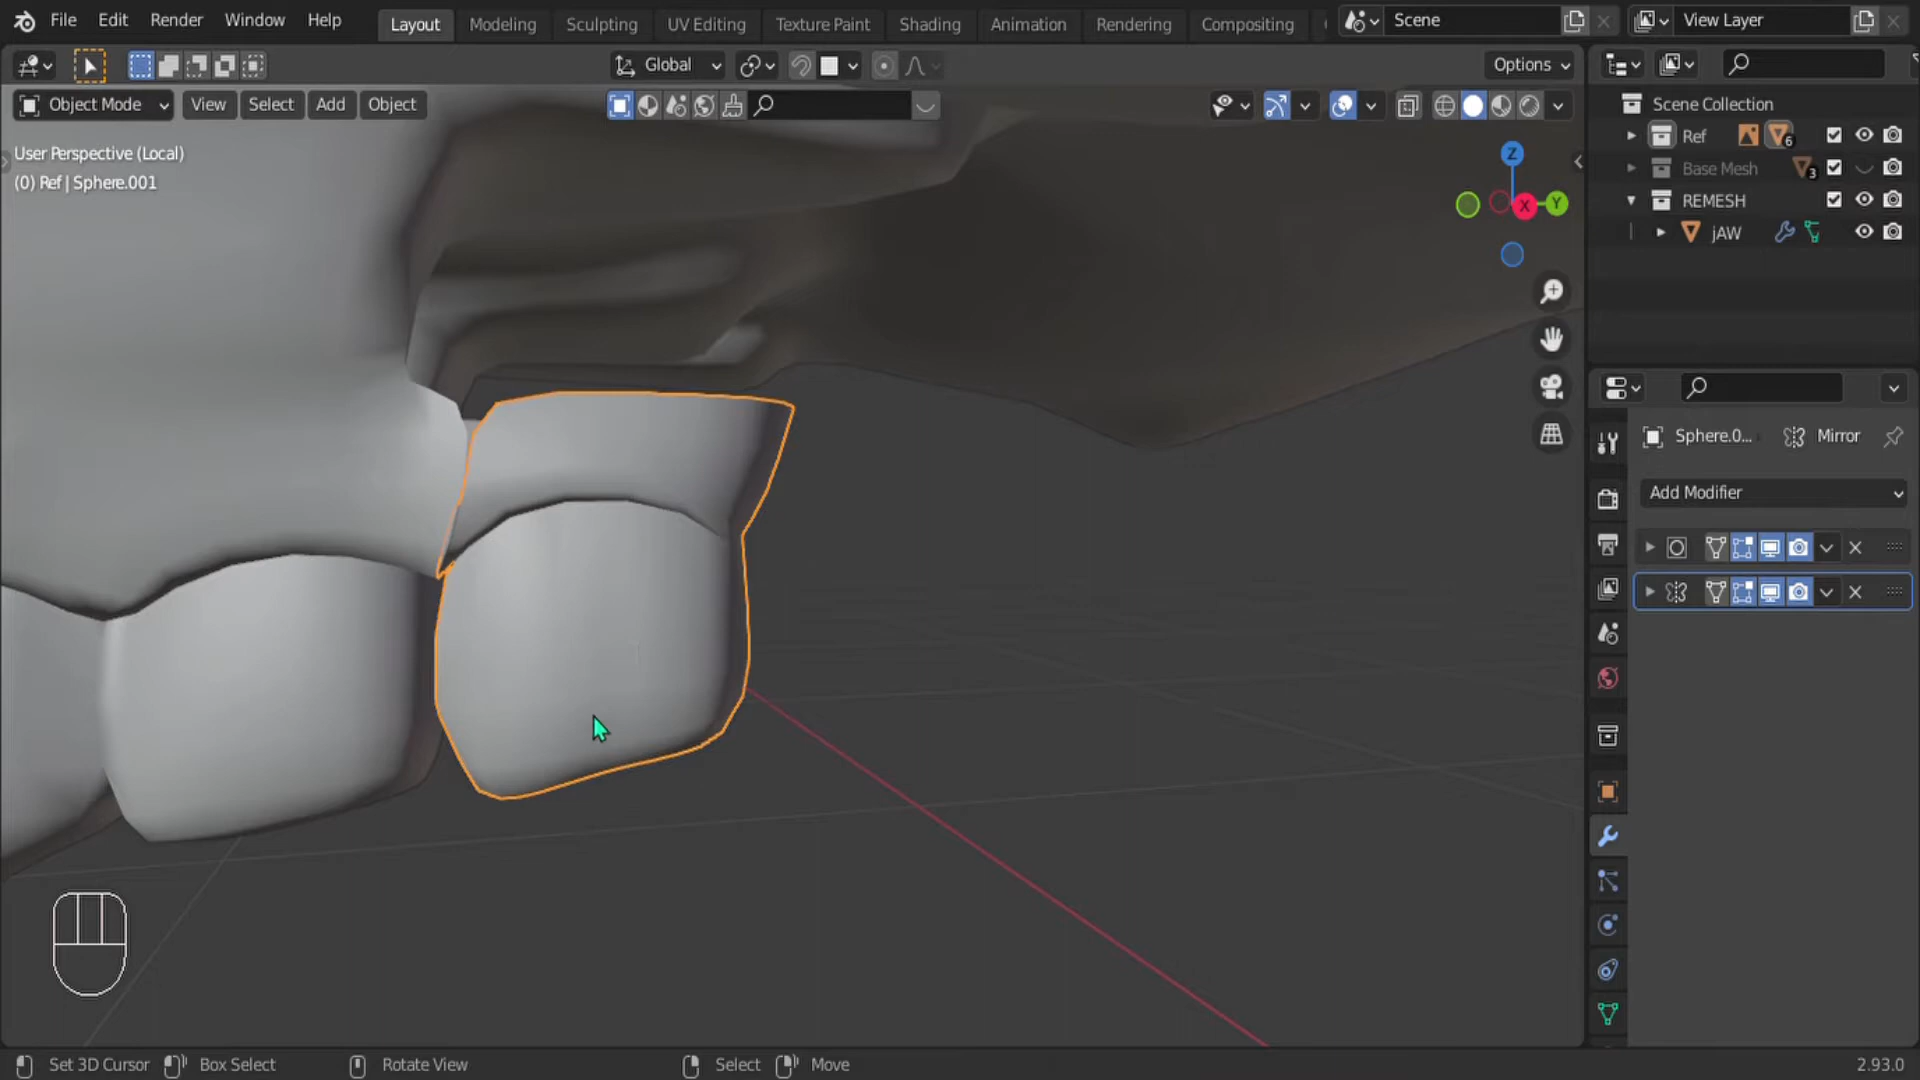 File Edit Render Window Help Layout Modeling Sculpting UV Editing Texture Paint Shading Animation Rendering Compositing Scene View Layer
Global Options
Object Mode View Select Add Object Scene Collection
User Perspective (Local)
(0) Ref | Sphere.001
Z
Y
X
Ref 6
Base Mesh 3
REMESH
jAW
Sphere.0... Mirror
Add Modifier
Set 3D Cursor Box Select Rotate View Select Move 2.93.0